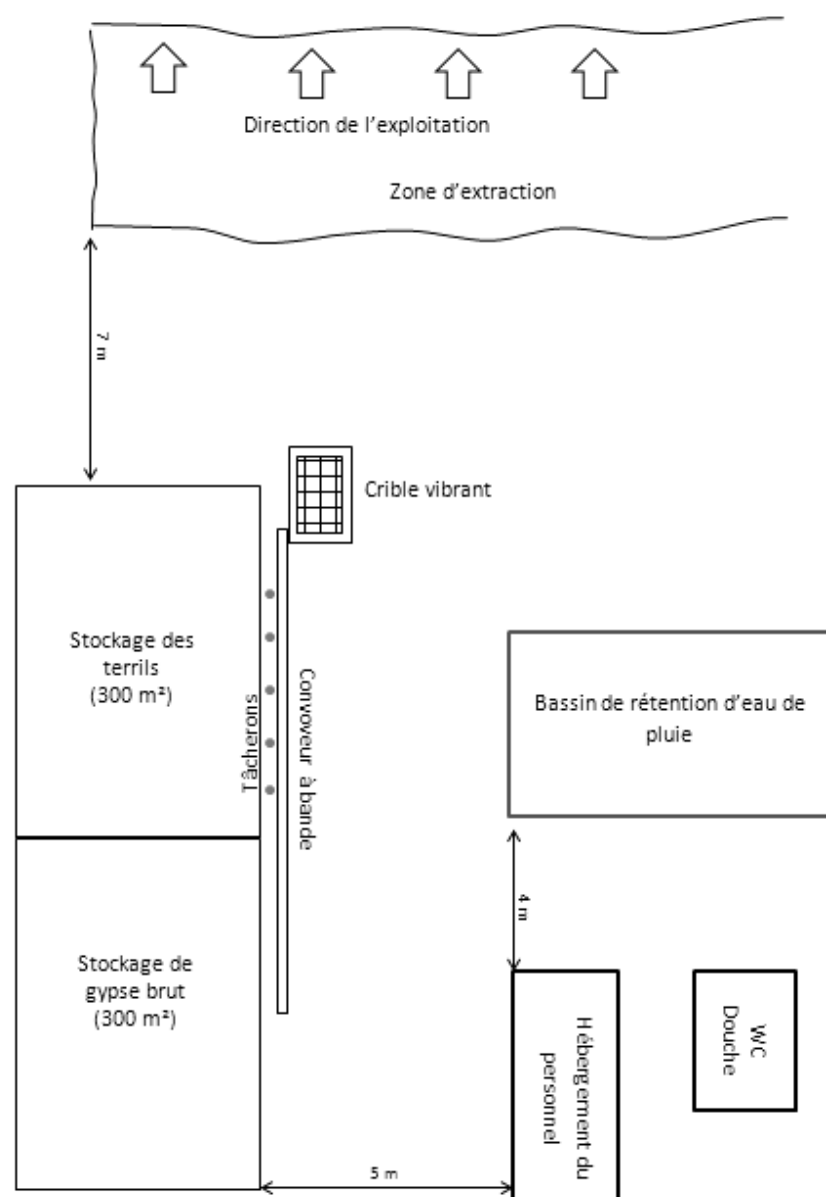 Direction de l'exploitation
Zone d'extraction
7 m
Crible vibrant
Stockage des
terrils
(300 m²)
Tâcherons
Convoyeur à bande
Bassin de rétention d'eau de
pluie
4 m
Stockage de
gypse brut
(300 m²)
Hébergement du
personnel
WC
Douche
5 m